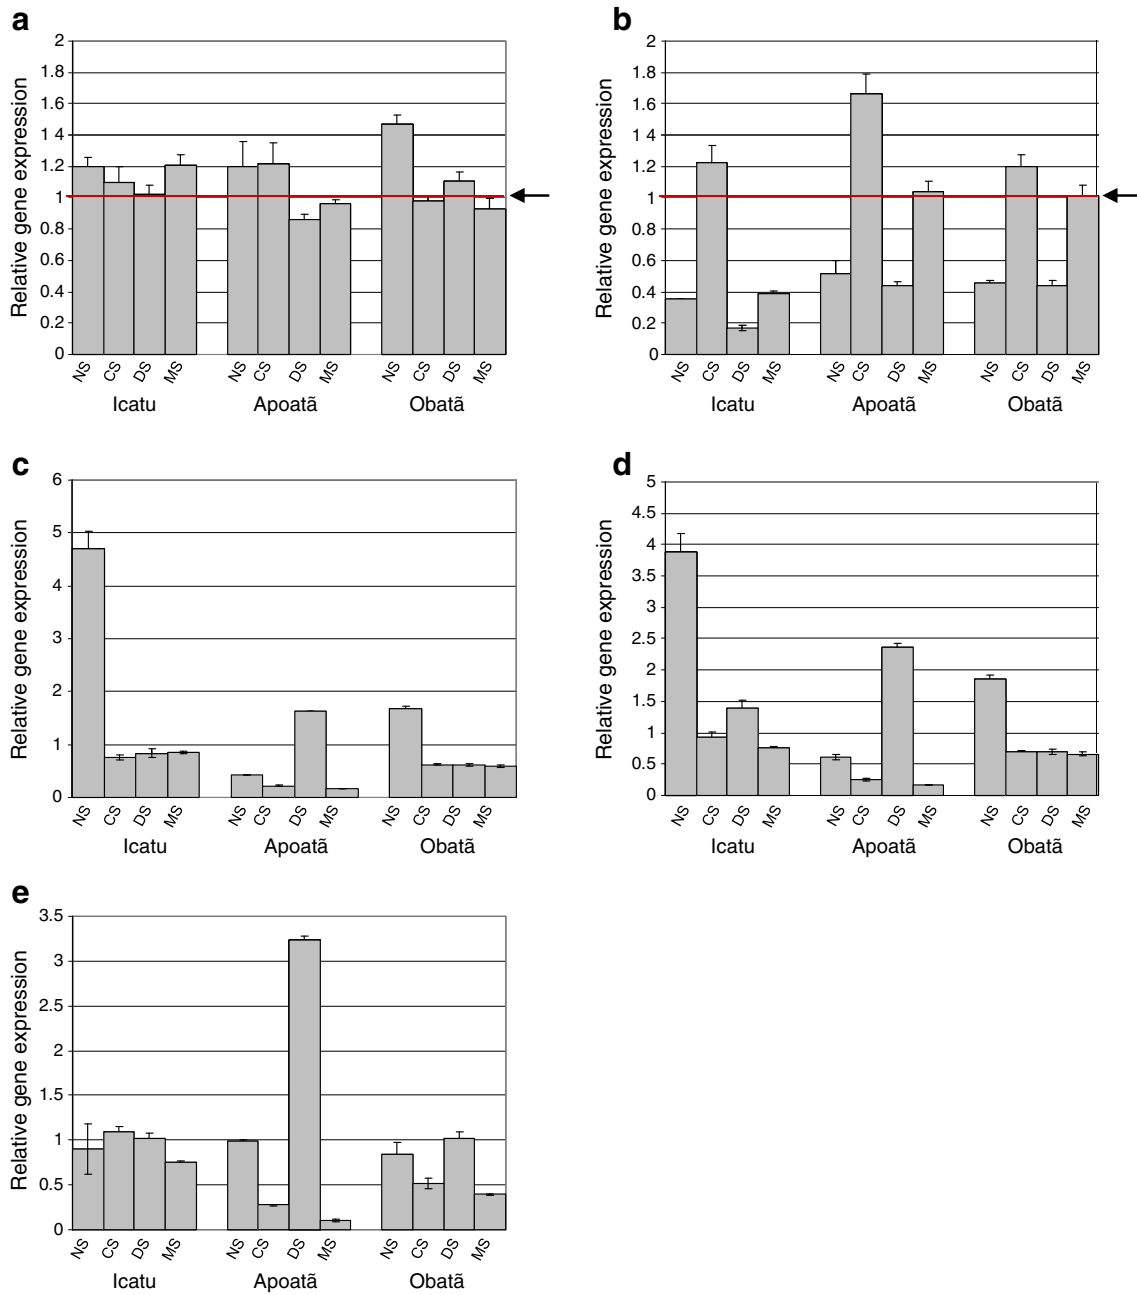 a
Relative gene expression
2
1.8
1.6
1.4
1.2
1
0.8
0.6
0.4
0.2
0
NS CS DS MS NS CS DS MS NS CS DS MS
Icatu Apoatã Obatã
b
Relative gene expression
2
1.8
1.6
1.4
1.2
1
0.8
0.6
0.4
0.2
0
NS CS DS MS NS CS DS MS NS CS DS MS
Icatu Apoatã Obatã
c
Relative gene expression
6
5
4
3
2
1
0
NS CS DS MS NS CS DS MS NS CS DS MS
Icatu Apoatã Obatã
d
Relative gene expression
5
4.5
4
3.5
3
2.5
2
1.5
1
0.5
0
NS CS DS MS NS CS DS MS NS CS DS MS
Icatu Apoatã Obatã
e
Relative gene expression
3.5
3
2.5
2
1.5
1
0.5
0
NS CS DS MS NS CS DS MS NS CS DS MS
Icatu Apoatã Obatã